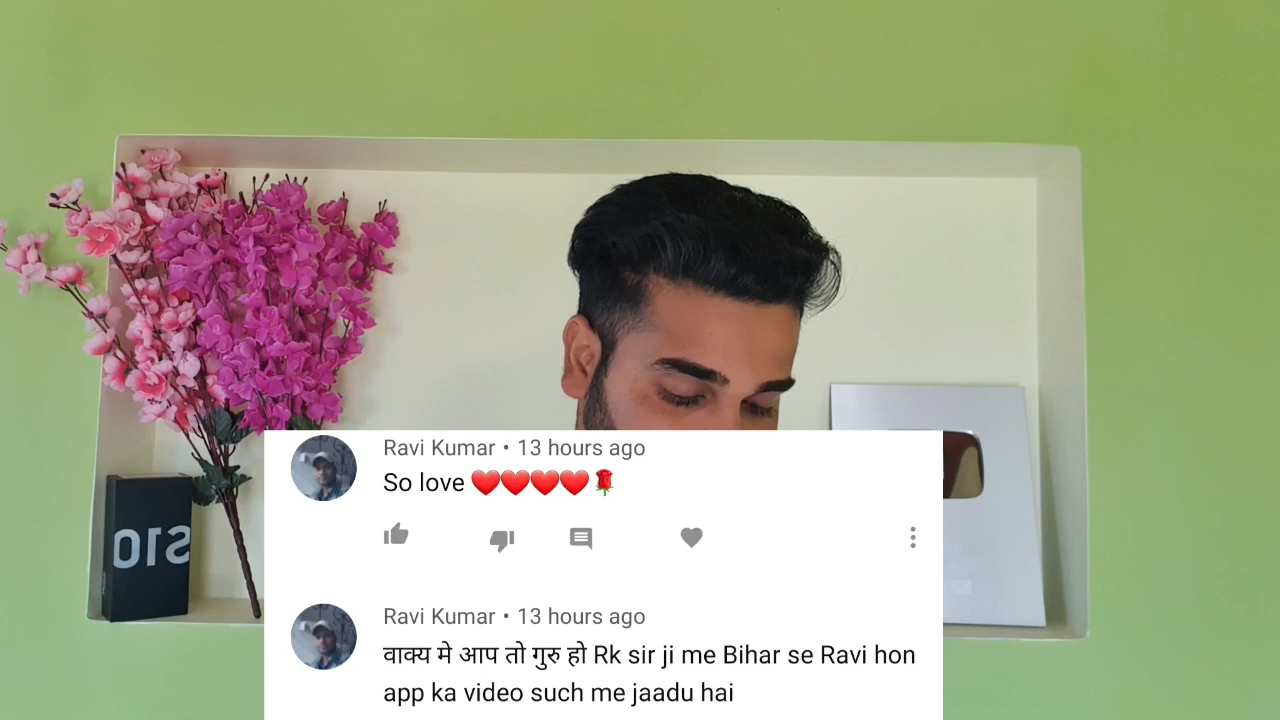 Ravi Kumar • 13 hours ago
So love ❤️❤️❤️❤️🌹
S10
Ravi Kumar • 13 hours ago
वाक्य मे आप तो गुरु हो Rk sir ji me Bihar se Ravi hon
app ka video such me jaadu hai